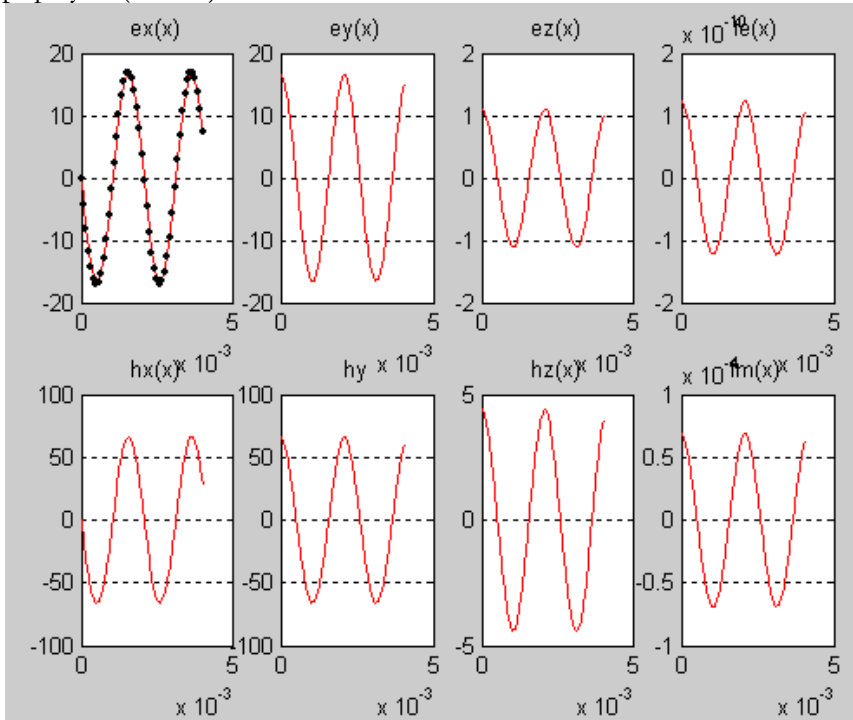 ex(x) ey(x) ez(x) x 10^-10
20 20 2 2
10 10 1 1
0 0 0 0
-10 -10 -1 -1
-20 -20 -2 -2
0 5 0 5 0 5 0 5
x 10^-3 x 10^-3 x 10^-3 x 10^-3
hx(x) hy hz(x) x 10^-4 Im(x)
100 100 5 1
50 50 0.5
0 0 0 0
-50 -50 -0.5
-100 -100 -5 -1
0 5 0 5 0 5 0 5
x 10^-3 x 10^-3 x 10^-3 x 10^-3